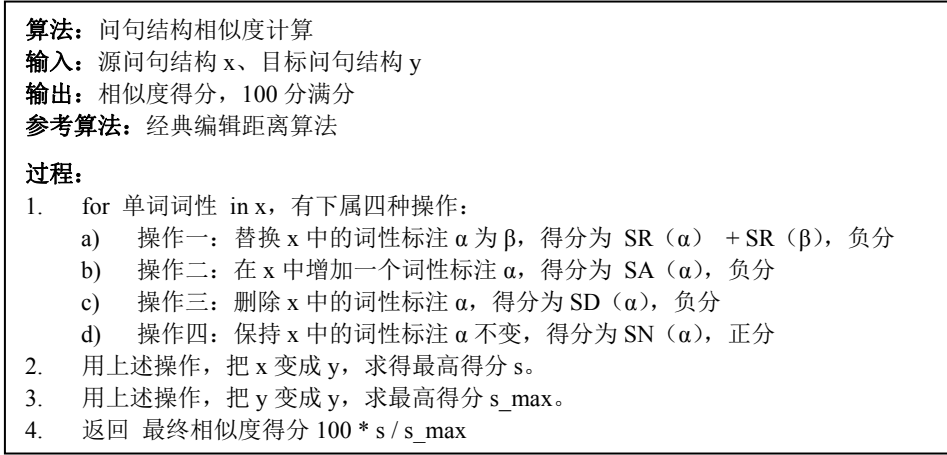 算法：问句结构相似度计算
输入：源问句结构 x、目标问句结构 y
输出：相似度得分，100 分满分
参考算法：经典编辑距离算法
过程：
1. for 单词词性 in x，有下属四种操作：
a) 操作一：替换 x 中的词性标注 α 为 β，得分为 SR（α） + SR（β），负分
b) 操作二：在 x 中增加一个词性标注 α，得分为 SA（α），负分
c) 操作三：删除 x 中的词性标注 α，得分为 SD（α），负分
d) 操作四：保持 x 中的词性标注 α 不变，得分为 SN（α），正分
2. 用上述操作，把 x 变成 y，求得最高得分 s。
3. 用上述操作，把 y 变成 y，求最高得分 s_max。
4. 返回 最终相似度得分 100 * s / s_max